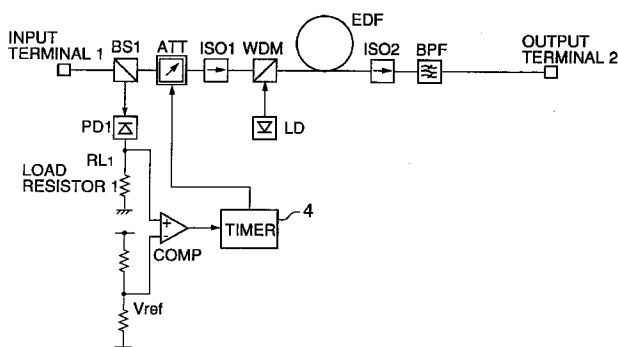 INPUT
TERMINAL 1
BS1
ATT
ISO1
WDM
EDF
ISO2
BPF
OUTPUT
TERMINAL 2
PD1
LD
RL1
LOAD
RESISTOR 1
+
-
COMP
TIMER
4
Vref